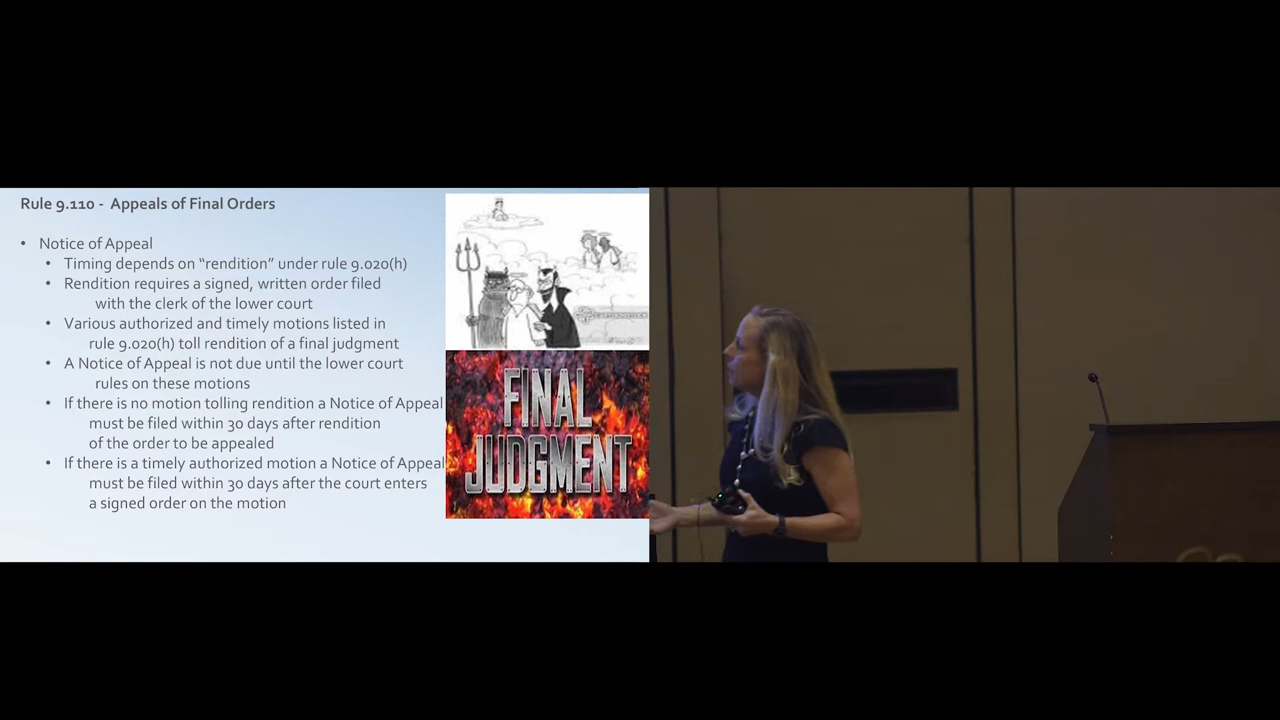 Rule 9.110 -  Appeals of Final Orders
• Notice of Appeal
• Timing depends on “rendition” under rule 9.020(h)
• Rendition requires a signed, written order filed
with the clerk of the lower court
• Various authorized and timely motions listed in
rule 9.020(h) toll rendition of a final judgment
• A Notice of Appeal is not due until the lower court
rules on these motions
• If there is no motion tolling rendition a Notice of Appeal
must be filed within 30 days after rendition
of the order to be appealed
• If there is a timely authorized motion a Notice of Appeal
must be filed within 30 days after the court enters
a signed order on the motion
FINAL
JUDGMENT